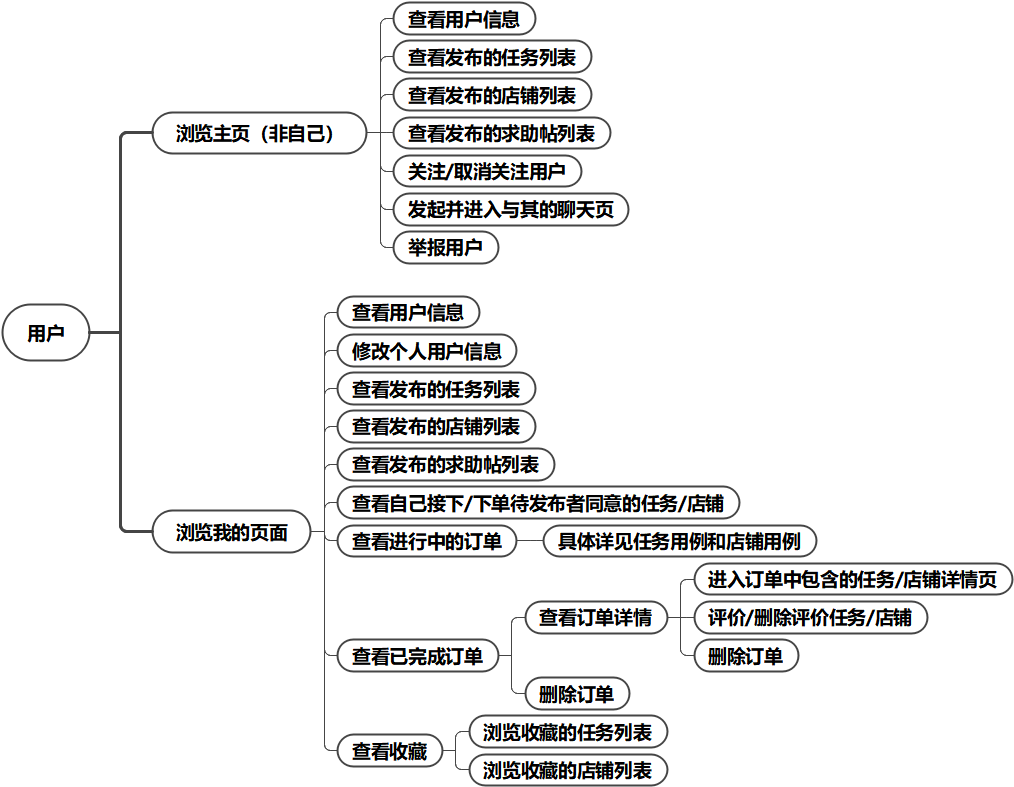 用户
浏览主页（非自己）
查看用户信息
查看发布的任务列表
查看发布的店铺列表
查看发布的求助帖列表
关注/取消关注用户
发起并进入与其的聊天页
举报用户
浏览我的页面
查看用户信息
修改个人用户信息
查看发布的任务列表
查看发布的店铺列表
查看发布的求助帖列表
查看自己接下/下单待发布者同意的任务/店铺
查看进行中的订单
具体详见任务用例和店铺用例
查看已完成订单
查看订单详情
进入订单中包含的任务/店铺详情页
评价/删除评价任务/店铺
删除订单
删除订单
查看收藏
浏览收藏的任务列表
浏览收藏的店铺列表